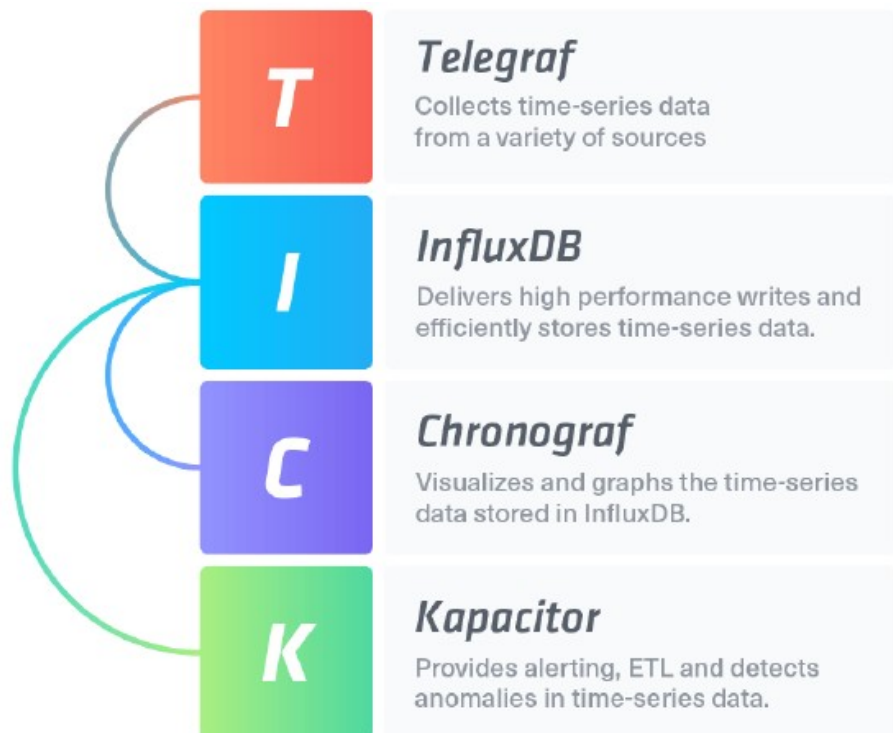 T
Telegraf
Collects time-series data
from a variety of sources
I
InfluxDB
Delivers high performance writes and
efficiently stores time-series data.
C
Chronograf
Visualizes and graphs the time-series
data stored in InfluxDB.
K
Kapacitor
Provides alerting, ETL and detects
anomalies in time-series data.